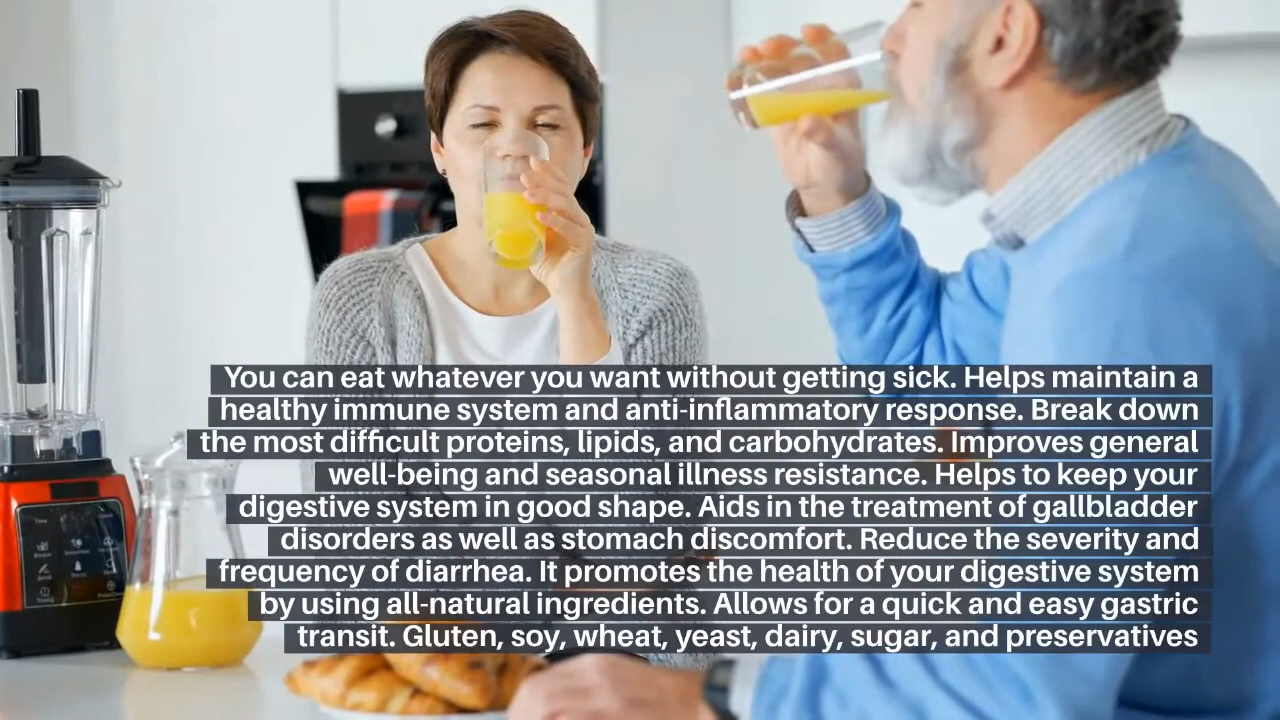 You can eat whatever you want without getting sick. Helps maintain a
healthy immune system and anti-inflammatory response. Break down
the most difficult proteins, lipids, and carbohydrates. Improves general
well-being and seasonal illness resistance. Helps to keep your
digestive system in good shape. Aids in the treatment of gallbladder
disorders as well as stomach discomfort. Reduce the severity and
frequency of diarrhea. It promotes the health of your digestive system
by using all-natural ingredients. Allows for a quick and easy gastric
transit. Gluten, soy, wheat, yeast, dairy, sugar, and preservatives